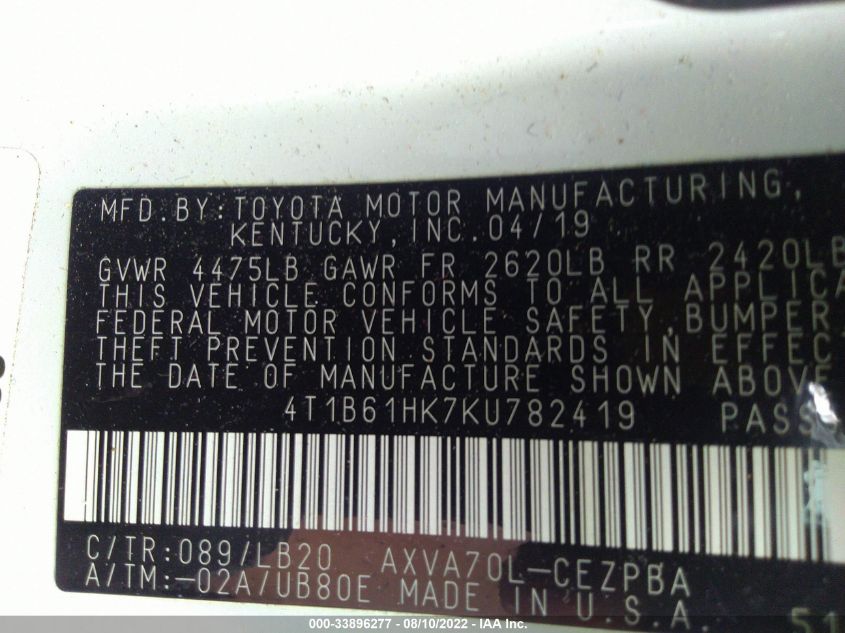 MFD. BY: TOYOTA MOTOR MANUFACTURING,
KENTUCKY, INC. 04/19
GVWR 4475LB GAWR FR 2620LB RR 2420LB
THIS VEHICLE CONFORMS TO ALL APPLICA
FEDERAL MOTOR VEHICLE SAFETY, BUMPER,
THEFT PREVENTION STANDARDS IN EFFEC
THE DATE OF MANUFACTURE SHOWN ABOVE
4T1B61HK7KU782419 PASS
C/TR: 089/LB20 AXVA70L-CEZPBA
A/TM: -02A/UB80E MADE IN U.S.A. 51
000-33896277 - 08/10/2022 - IAA Inc.